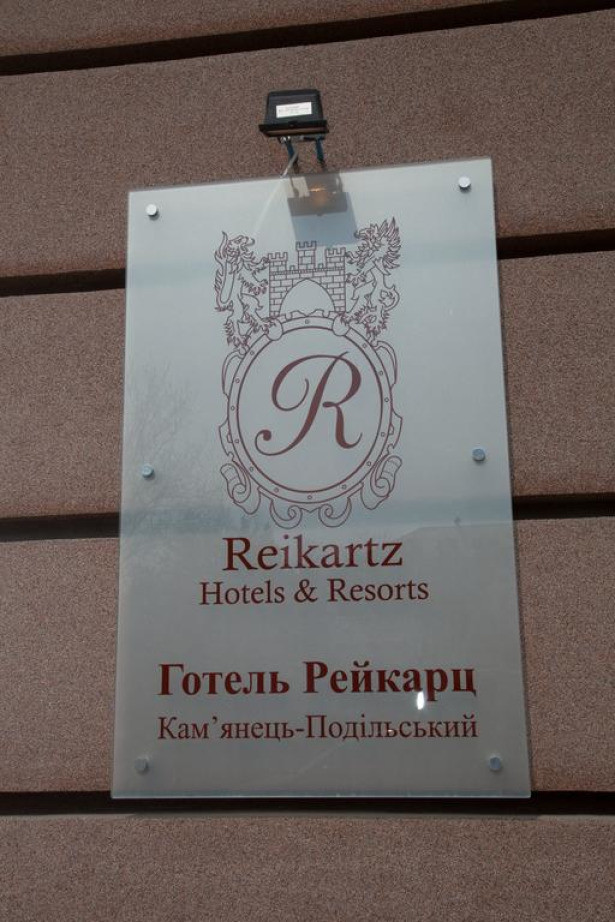 R
Reikartz
Hotels & Resorts
Готель Рейкарц
Кам’янець-Подільський